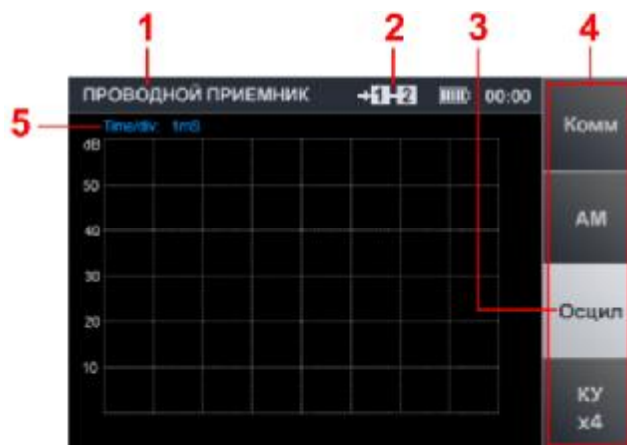 1
2
3
4
ПРОВОДНОЙ ПРИЕМНИК →1-2 00:00
Комм
5
Time/div: 1mS
dB
50
АМ
40
30
Осцил
20
10
КУ
x4